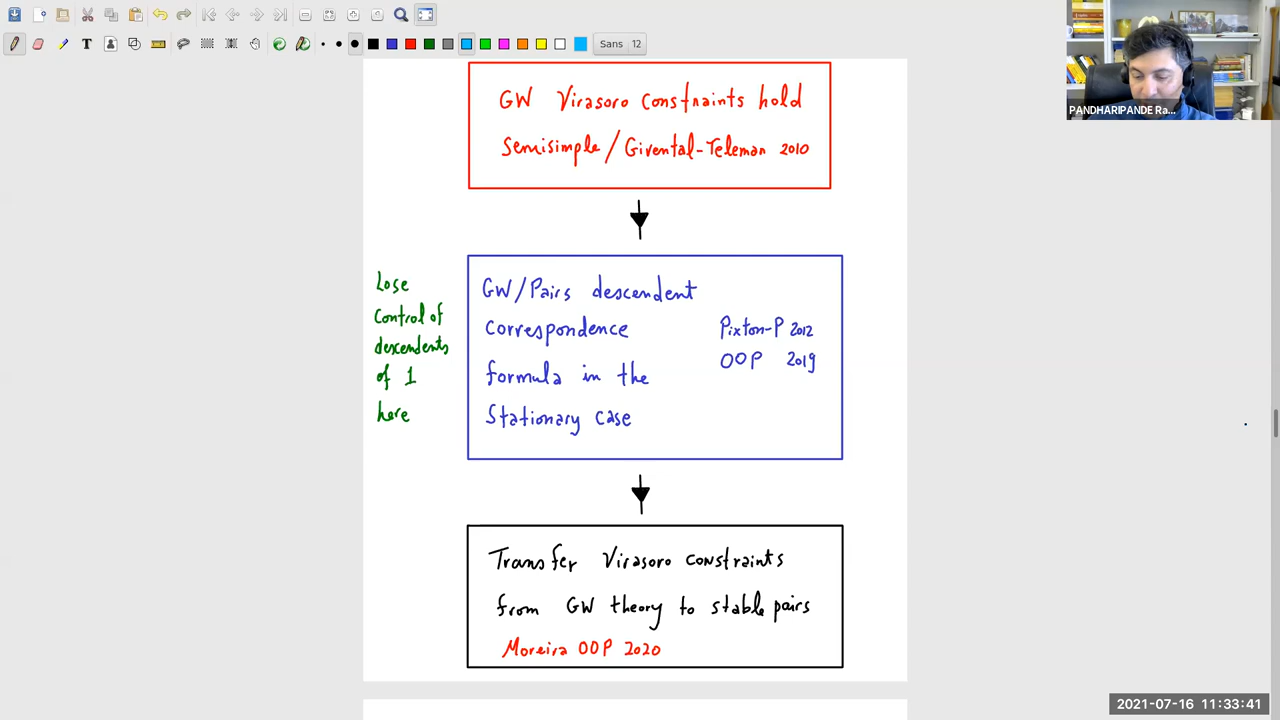 Sans 12
PANDHARIPANDE Ra...
GW Virasoro constraints hold
Semisimple/Givental-Teleman 2010
Lose
control of
descendents
of 1
here
GW/Pairs descendent
Correspondence
formula in the
Stationary case
Pixton-P 2012
OOP 2019
Transfer Virasoro constraints
from GW theory to stable pairs
Moreira OOP 2020
2021-07-16 11:33:41